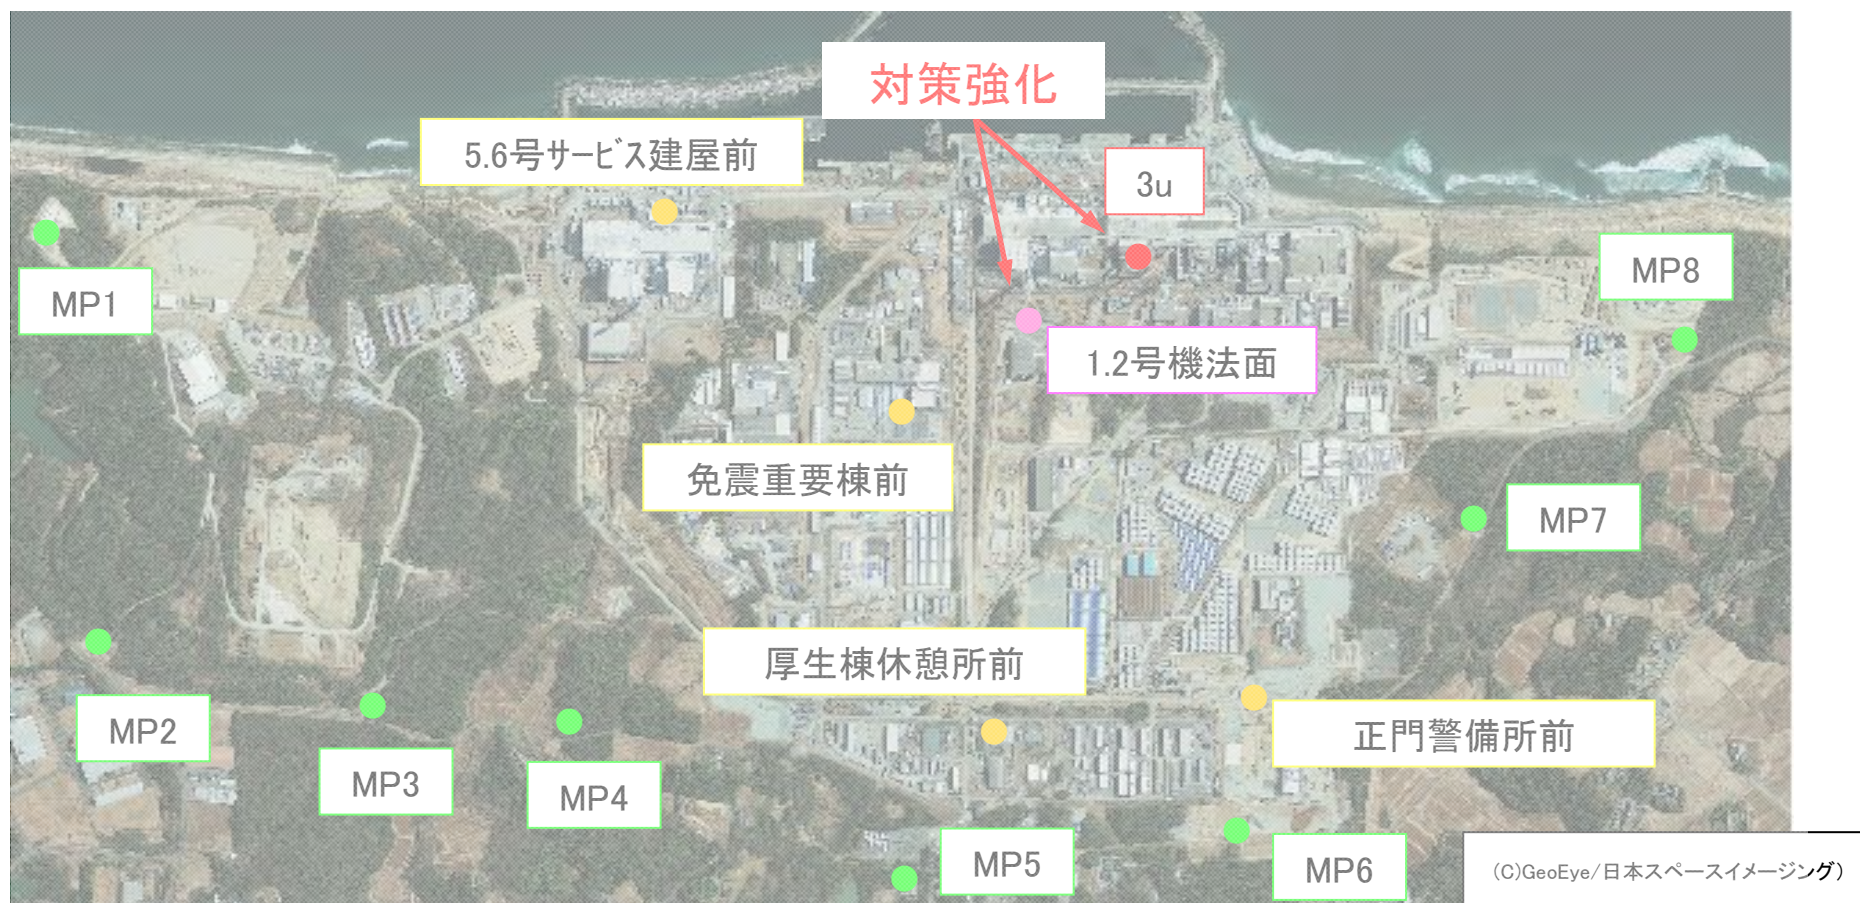 対策強化
5.6号サービス建屋前
3u
MP8
MP1
1.2号機法面
免震重要棟前
MP7
厚生棟休憩所前
MP2
正門警備所前
MP3
MP4
MP5
MP6
(C)GeoEye/日本スペースイメージング)